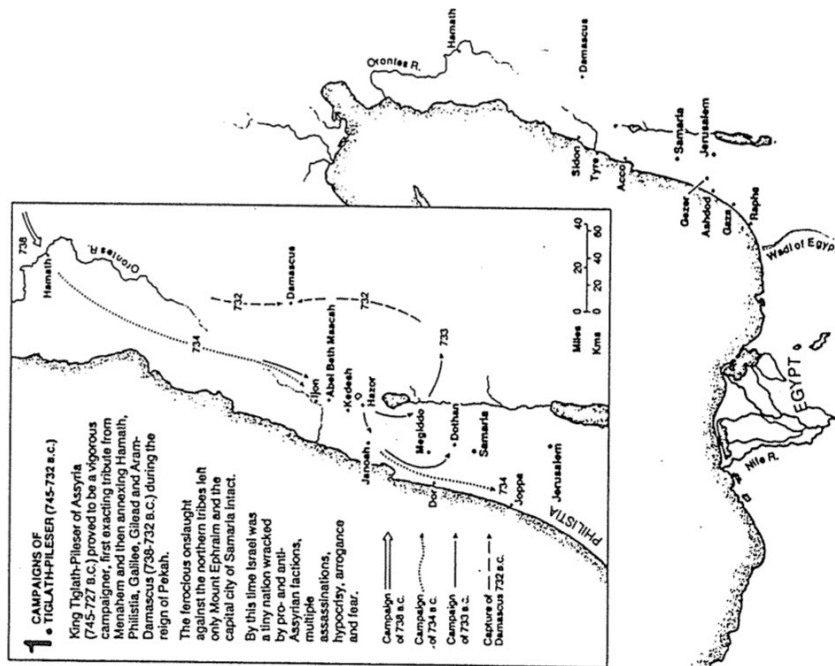 1 CAMPAIGNS OF
TIGLATH-PILESER (745-732 B.C.)
King Tiglath-Pileser of Assyria
(745-727 B.C.) proved to be a vigorous
campaigner, first exacting tribute from
Menahem and then annexing Hamath,
Philistia, Galilee, Gilead and Aram-
Damascus (738-732 B.C.) during the
reign of Pekah.
The ferocious onslaught
against the northern tribes left
only Mount Ephraim and the
capital city of Samaria intact.
By this time Israel was
a tiny nation wracked
by pro- and anti-
Assyrian factions,
multiple
assassinations,
hypocrisy, arrogance
and fear.
Campaign
of 738 B.C.
Campaign
of 734 B.C.
Campaign
of 733 B.C.
Capture of
Damascus 732 B.C.
738
Hamath
Orontes R.
734
732
Damascus
732
Ijon
Abel Beth Maacah
Kedesh
Hazor
Janoah
733
Megiddo
Dothan
Dor
Samaria
734
Joppa
Jerusalem
PHILISTIA
Miles 0 20 40
Kms 0 20 40 60
Orontes R.
Hamath
Damascus
Sidon
Tyre
Acco
Samaria
Jerusalem
Gezer
Ashdod
Gaza
Raphe
Wadi of Egyp
EGYPT
Nile R.